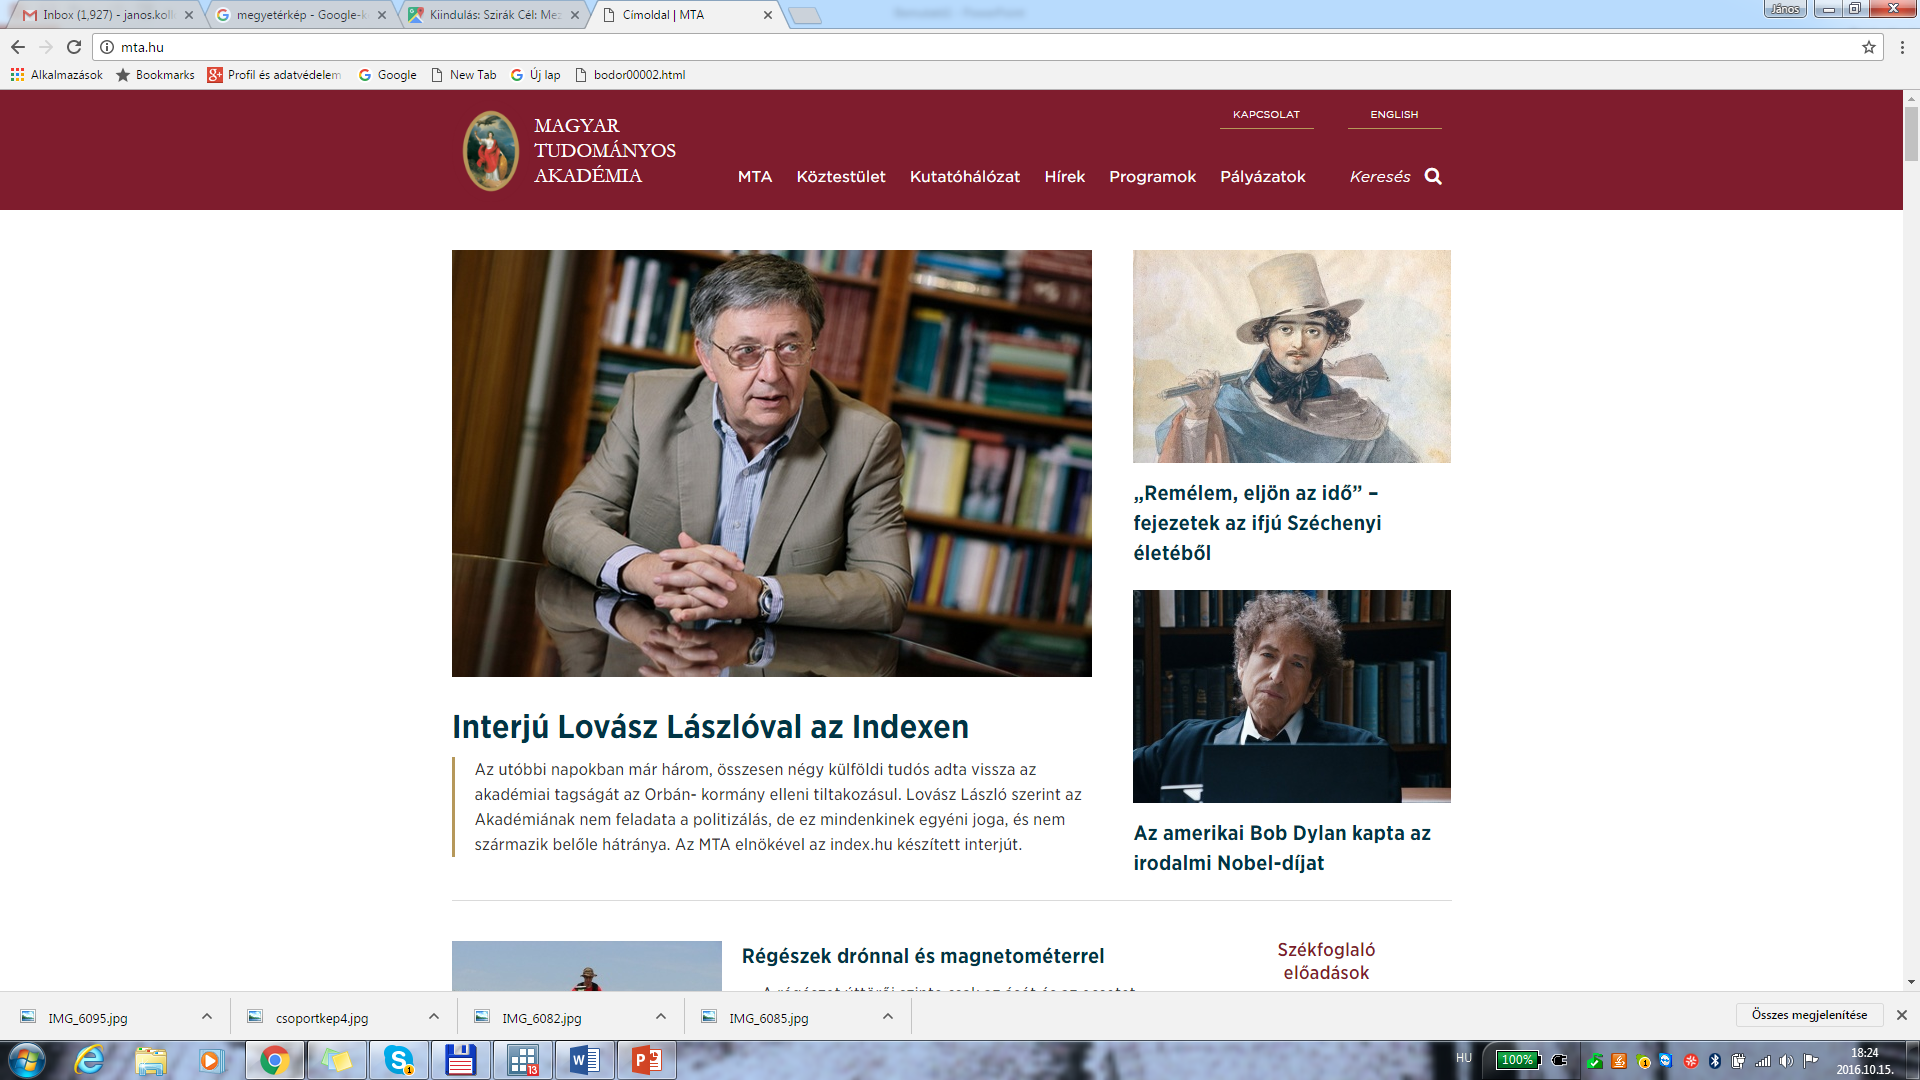 Inbox (1,927) - janos.koll
megyetérkép - Google-k
Kiindulás: Szirák Cél: Mez
Címoldal | MTA
János
mta.hu
Alkalmazások
Bookmarks
Profil és adatvédelem
Google
New Tab
Új lap
bodor00002.html
MAGYAR
TUDOMÁNYOS
AKADÉMIA
KAPCSOLAT
ENGLISH
MTA
Köztestület
Kutatóhálózat
Hírek
Programok
Pályázatok
Keresés
Interjú Lovász Lászlóval az Indexen
Az utóbbi napokban már három, összesen négy külföldi tudós adta vissza az
akadémiai tagságát az Orbán- kormány elleni tiltakozásul. Lovász László szerint az
Akadémiának nem feladata a politizálás, de ez mindenkinek egyéni joga, és nem
származik belőle hátránya. Az MTA elnökével az index.hu készített interjút.
„Remélem, eljön az idő” –
fejezetek az ifjú Széchenyi
életéből
Az amerikai Bob Dylan kapta az
irodalmi Nobel-díjat
Régészek drónnal és magnetométerrel
Székfoglaló
előadások
IMG_6095.jpg
csoportkep4.jpg
IMG_6082.jpg
IMG_6085.jpg
Összes megjelenítése
HU
100%
18:24
2016.10.15.